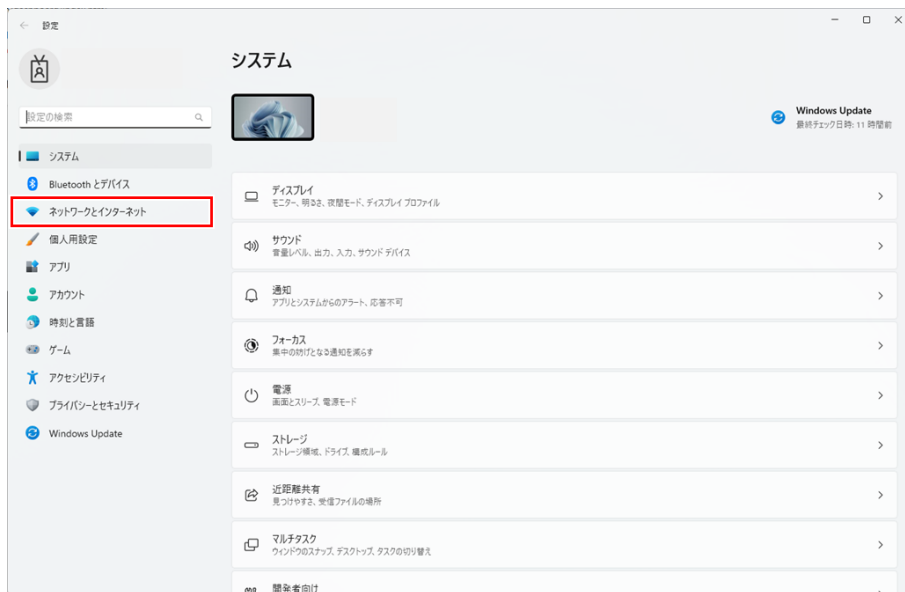 設定
システム
設定の検索
Windows Update
最終チェック日時: 11 時間前
システム
Bluetooth とデバイス
ネットワークとインターネット
個人用設定
アプリ
アカウント
時刻と言語
ゲーム
アクセシビリティ
プライバシーとセキュリティ
Windows Update
ディスプレイ
モニター、明るさ、夜間モード、ディスプレイ プロファイル
サウンド
音量レベル、出力、入力、サウンド デバイス
通知
アプリとシステムからのアラート、応答不可
フォーカス
集中の妨げとなる通知を減らす
電源
画面とスリープ、電源モード
ストレージ
ストレージ領域、ドライブ、構成ルール
近距離共有
見つけやすさ、受信ファイルの場所
マルチタスク
ウィンドウのスナップ、デスクトップ、タスクの切り替え
開発者向け